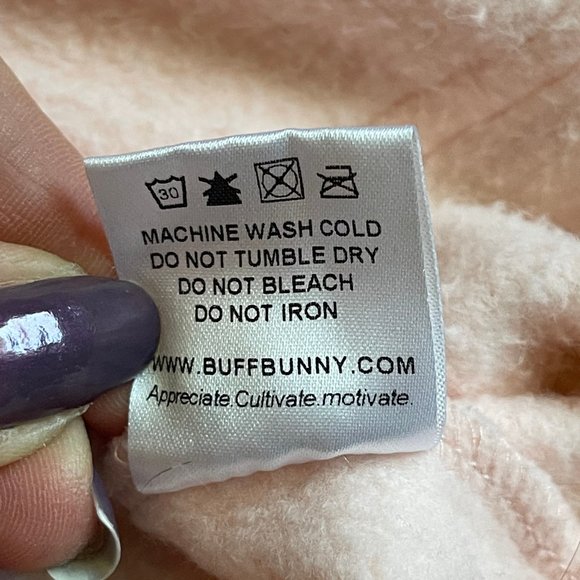 30
MACHINE WASH COLD
DO NOT TUMBLE DRY
DO NOT BLEACH
DO NOT IRON
WWW.BUFFBUNNY.COM
Appreciate.Cultivate.motivate.